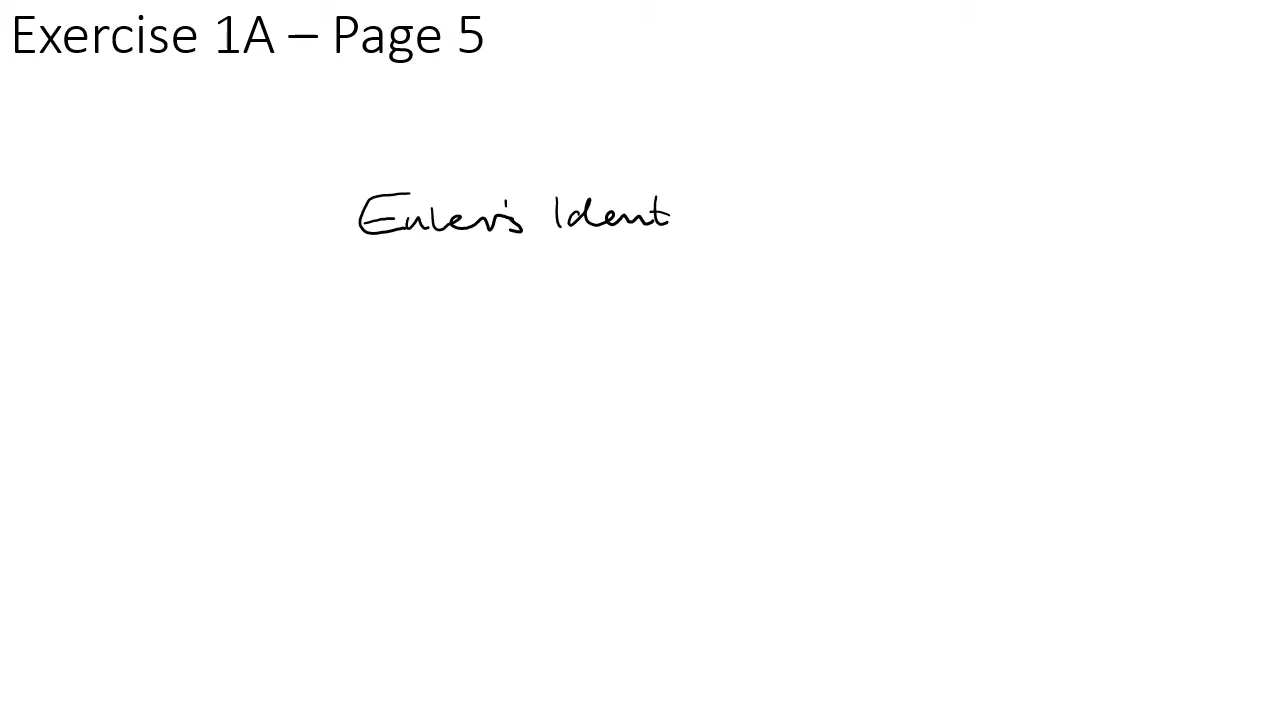 Exercise 1A – Page 5
Euler's Ident